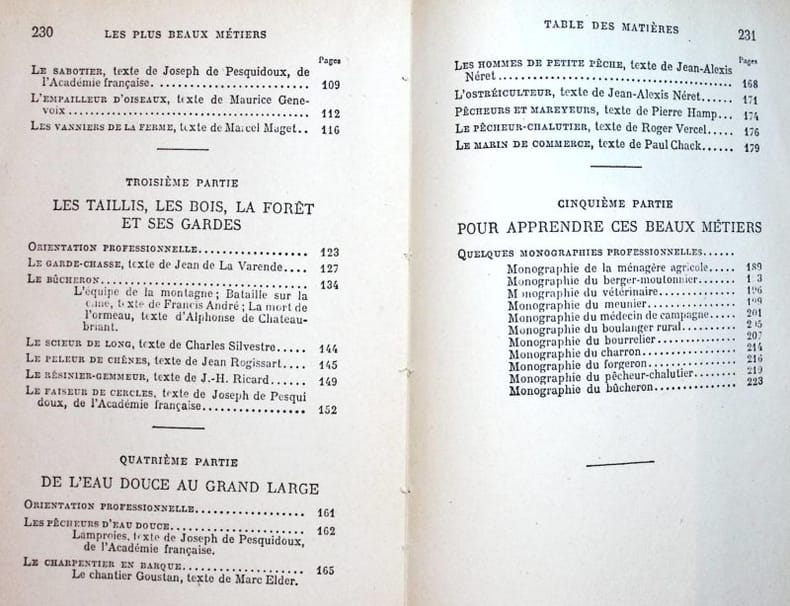 230 LES PLUS BEAUX MÉTIERS
Pages
LE SABOTIER, texte de Joseph de Pesquidoux, de
l'Académie française. .......................... 109
L'EMPAILLEUR D'OISEAUX, texte de Maurice Gene-
voix ........................................ 112
LES VANNIERS DE LA FERME, texte de Marcel Maget.. 116
TROISIÈME PARTIE
LES TAILLIS, LES BOIS, LA FORÊT
ET SES GARDES
ORIENTATION PROFESSIONNELLE.................. 123
LE GARDE-CHASSE, texte de Jean de La Varende.... 127
LE BÛCHERON.................................. 134
L'équipe de la montagne ; Bataille sur la
cime, texte de Francis André ; La mort de
l'ormeau, texte d'Alphonse de Chateau-
briant.
LE SCIEUR DE LONG, texte de Charles Silvestre..... 144
LE PELEUR DE CHÊNES, texte de Jean Rogissart.... 145
LE RÉSINIER-GEMMEUR, texte de J.-H. Ricard....... 149
LE FAISEUR DE CERCLES, texte de Joseph de Pesqui
doux, de l'Académie française................. 152
QUATRIÈME PARTIE
DE L'EAU DOUCE AU GRAND LARGE
ORIENTATION PROFESSIONNELLE.................. 161
LES PÊCHEURS D'EAU DOUCE..................... 162
Lamproies, texte de Joseph de Pesquidoux,
de l'Académie française.
LE CHARPENTIER EN BARQUE..................... 165
Le chantier Goustan, texte de Marc Elder.
TABLE DES MATIÈRES 231
Pages
LES HOMMES DE PETITE PÊCHE, texte de Jean-Alexis
Néret........................................ 168
L'OSTRÉICULTEUR, texte de Jean-Alexis Néret...... 171
PÊCHEURS ET MAREYEURS, texte de Pierre Hamp... 174
LE PÊCHEUR-CHALUTIER, texte de Roger Vercel..... 176
LE MARIN DE COMMERCE, texte de Paul Chack...... 179
CINQUIÈME PARTIE
POUR APPRENDRE CES BEAUX MÉTIERS
QUELQUES MONOGRAPHIES PROFESSIONNELLES......
Monographie de la ménagère agricole..... 189
Monographie du berger-moutonnier........
Monographie du vétérinaire.............. 196
Monographie du meunier.................. 199
Monographie du médecin de campagne..... 201
Monographie du boulanger rural.......... 205
Monographie du bourrelier............... 207
Monographie du charron.................. 214
Monographie du forgeron................. 216
Monographie du pêcheur-chalutier........ 219
Monographie du bûcheron................. 223